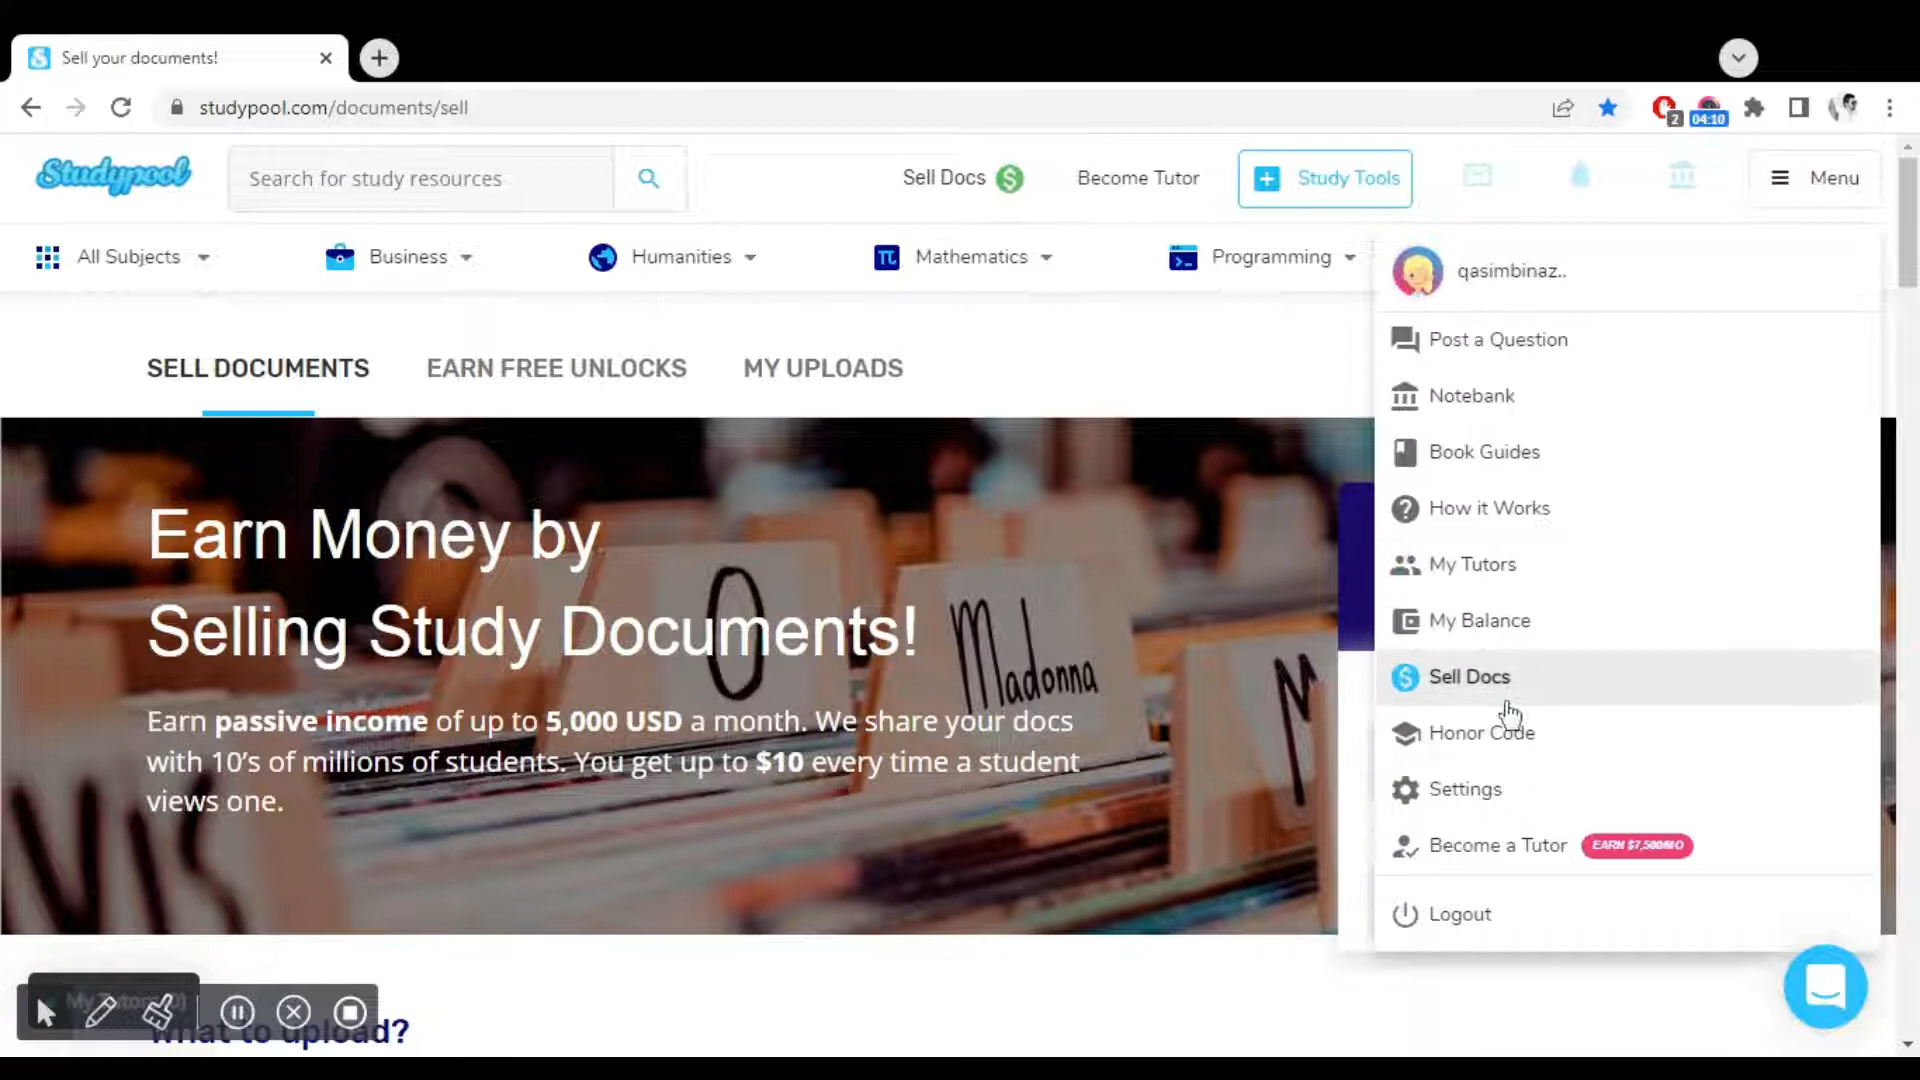 Sell your documents!
studypool.com/documents/sell
2
04:10
Studypool
Search for study resources
Sell Docs
Become Tutor
Study Tools
Menu
All Subjects
Business
Humanities
Mathematics
Programming
qasimbinaz..
SELL DOCUMENTS
EARN FREE UNLOCKS
MY UPLOADS
Post a Question
Notebank
Book Guides
How it Works
My Tutors
My Balance
Sell Docs
Honor Code
Settings
Become a Tutor
EARN $7,500/MO
Logout
Earn Money by
Selling Study Documents!
Earn passive income of up to 5,000 USD a month. We share your docs
with 10's of millions of students. You get up to $10 every time a student
views one.
O
Madonna
M
VIS
What to upload?